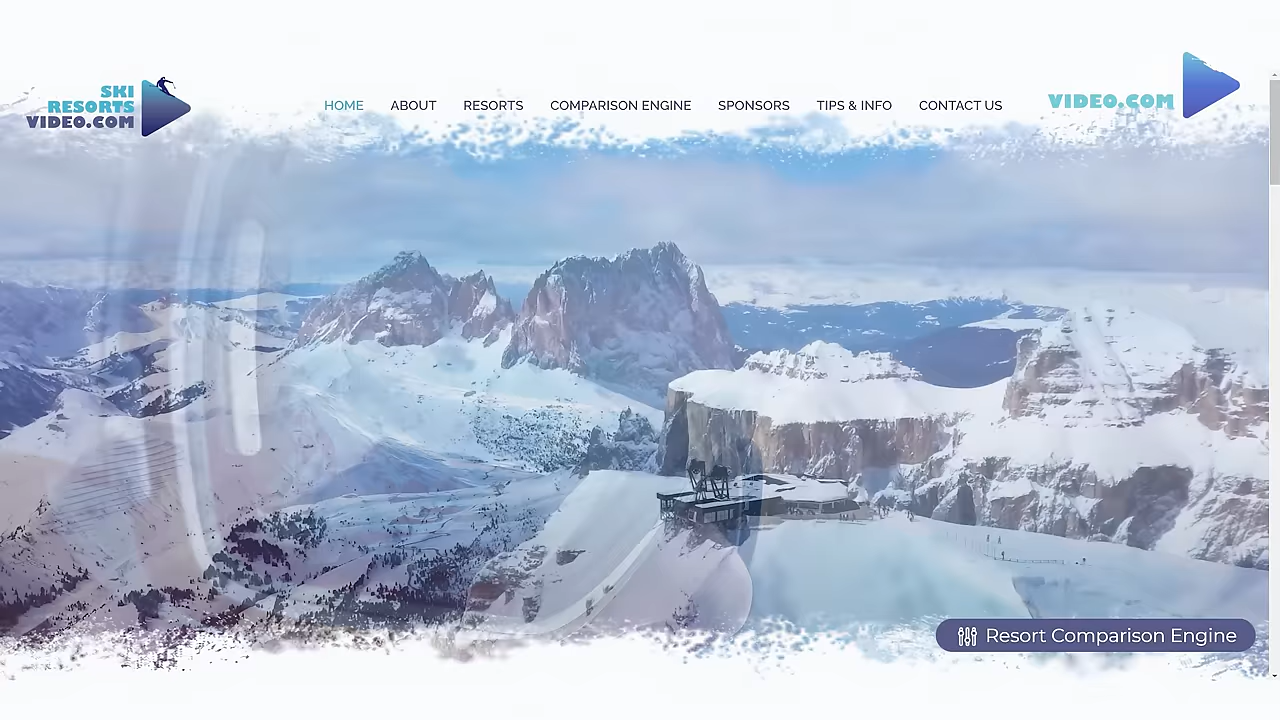 SKI
RESORTS
VIDEO.COM
HOME ABOUT RESORTS COMPARISON ENGINE SPONSORS TIPS & INFO CONTACT US
VIDEO.COM
Resort Comparison Engine